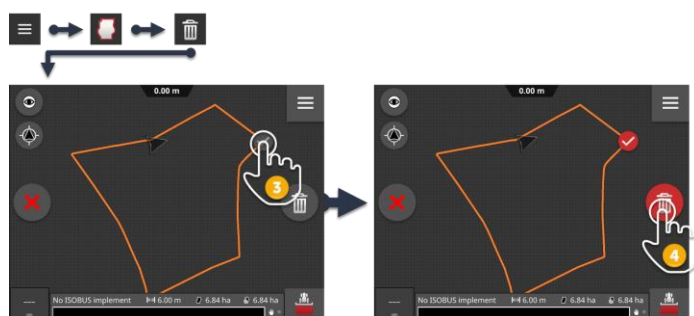 0.00 m
3
No ISOBUS implement 6.00 m 6.84 ha 6.84 ha
0.00 m
4
No ISOBUS implement 6.00 m 6.84 ha 6.84 ha